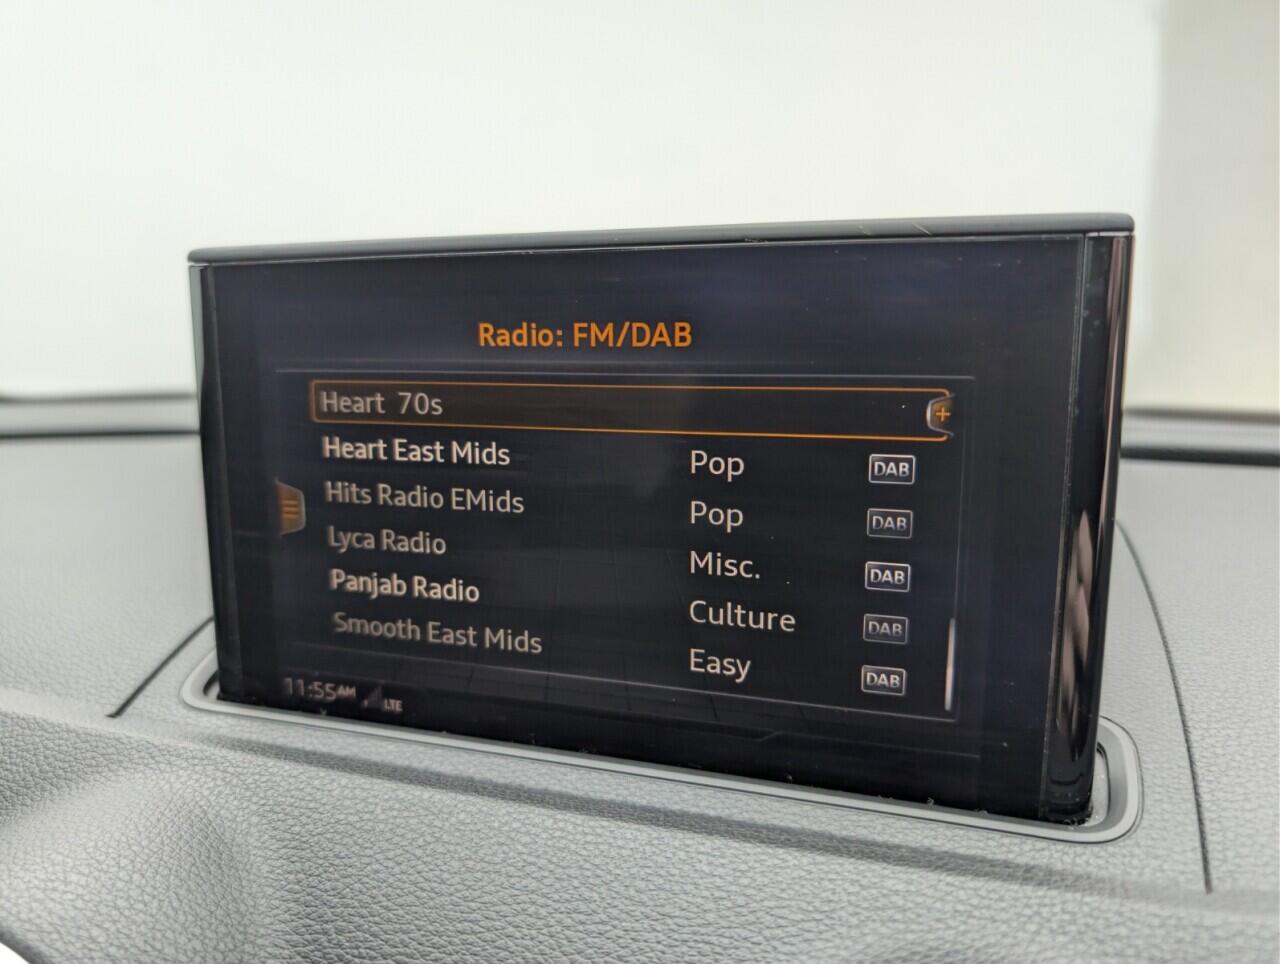 Radio: FM/DAB
Heart 70s
Heart East Mids Pop DAB
Hits Radio EMids Pop DAB
Lyca Radio Misc. DAB
Panjab Radio Culture DAB
Smooth East Mids Easy DAB
11:55AM LTE